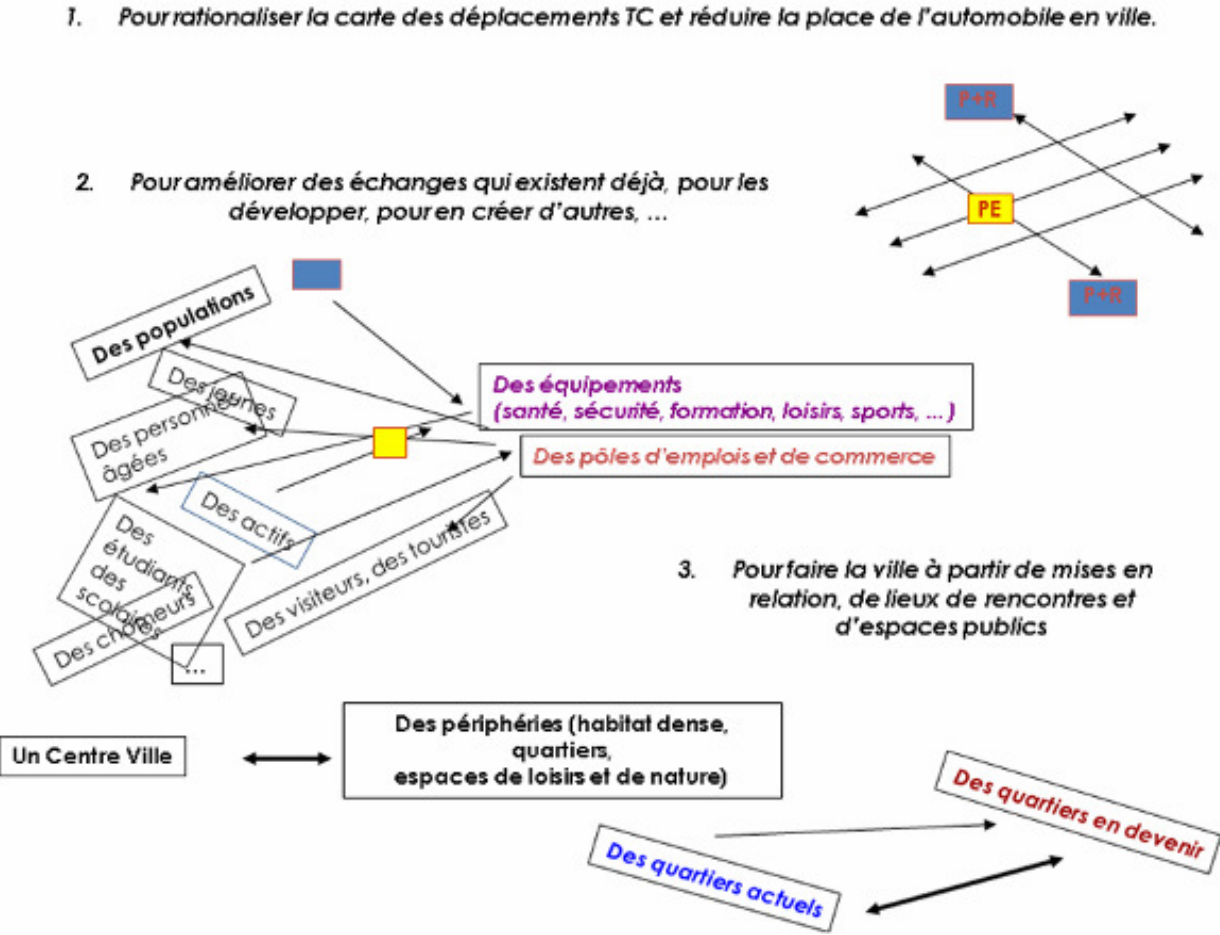 1. Pour rationaliser la carte des déplacements TC et réduire la place de l'automobile en ville.
P+R
PE
P+R
2. Pour améliorer des échanges qui existent déjà, pour les
développer, pour en créer d'autres, ...
Des populations
Des jeunes
Des personnes
âgées
Des actifs
Des
étudiants,
des
scolaires
Des chômeurs
...
Des visiteurs, des touristes
Des équipements
(santé, sécurité, formation, loisirs, sports, ... )
Des pôles d'emplois et de commerce
3. Pour faire la ville à partir de mises en
relation, de lieux de rencontres et
d'espaces publics
Un Centre Ville
Des périphéries (habitat dense,
quartiers,
espaces de loisirs et de nature)
Des quartiers en devenir
Des quartiers actuels